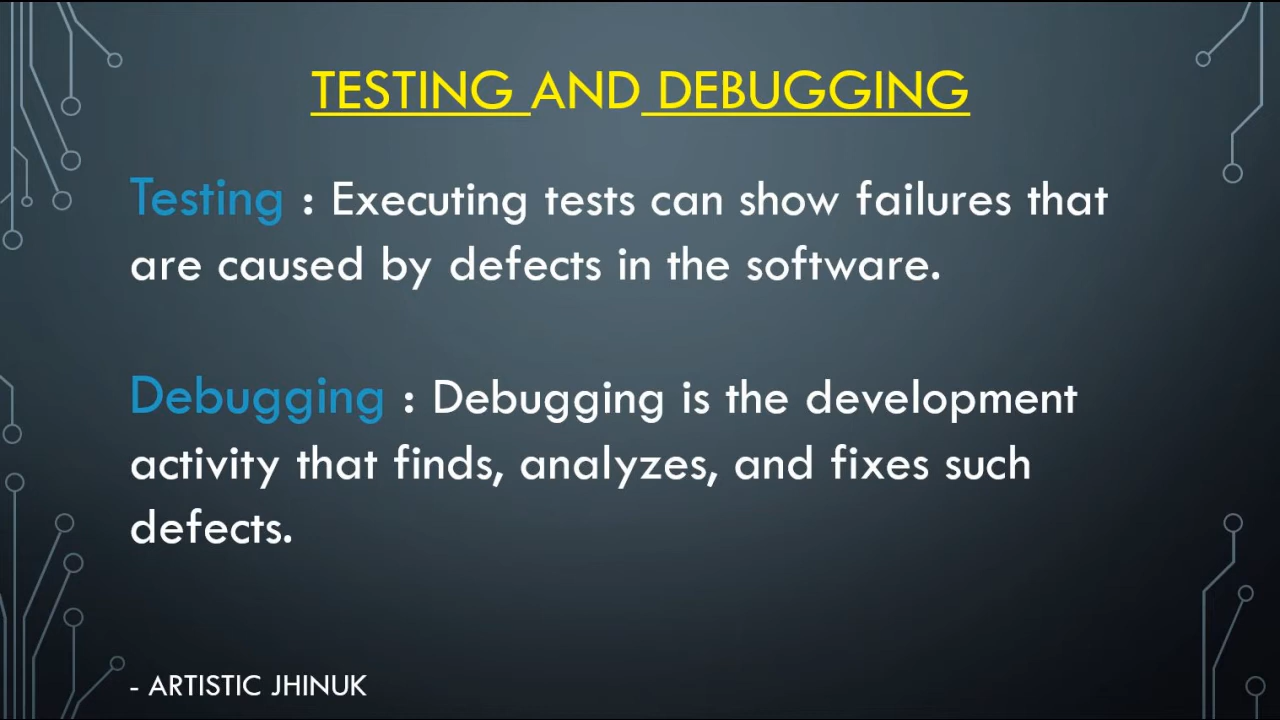 TESTING AND DEBUGGING
Testing : Executing tests can show failures that
are caused by defects in the software.
Debugging : Debugging is the development
activity that finds, analyzes, and fixes such
defects.
- ARTISTIC JHINUK